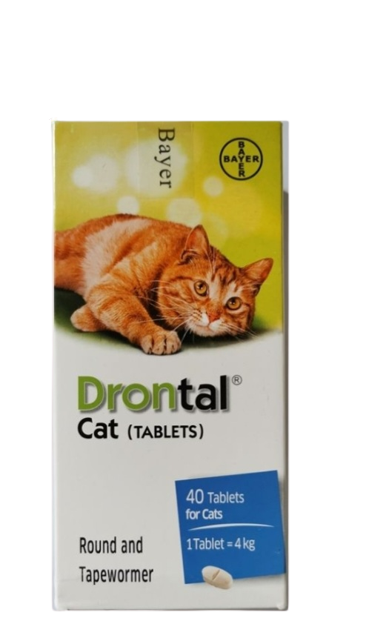 Bayer
BAYER
BAYER
Drontal®
Cat (TABLETS)
40 Tablets
for Cats
1 Tablet = 4 kg
Round and
Tapewormer